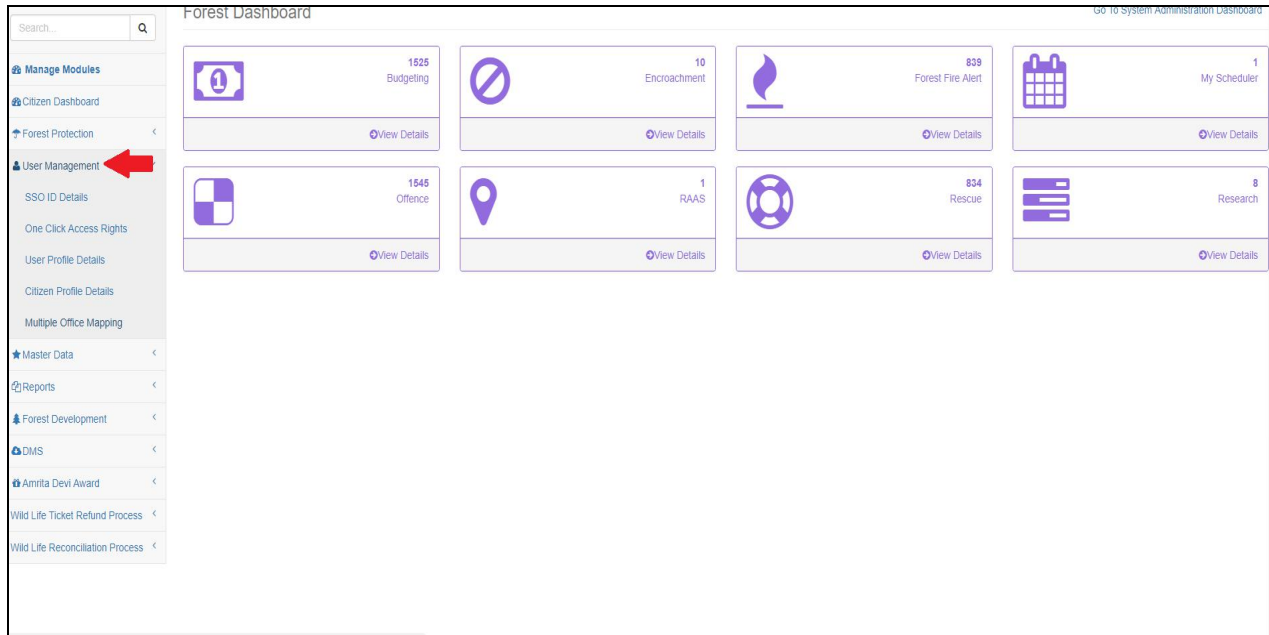 Forest Dashboard
Go To System Administration Dashboard
Search...
Manage Modules
Citizen Dashboard
Forest Protection
User Management
SSO ID Details
One Click Access Rights
User Profile Details
Citizen Profile Details
Multiple Office Mapping
Master Data
Reports
Forest Development
DMS
Amrita Devi Award
Wild Life Ticket Refund Process
Wild Life Reconciliation Process
1
1525
Budgeting
View Details
10
Encroachment
View Details
839
Forest Fire Alert
View Details
1
My Scheduler
View Details
1545
Offence
View Details
1
RAAS
View Details
834
Rescue
View Details
8
Research
View Details